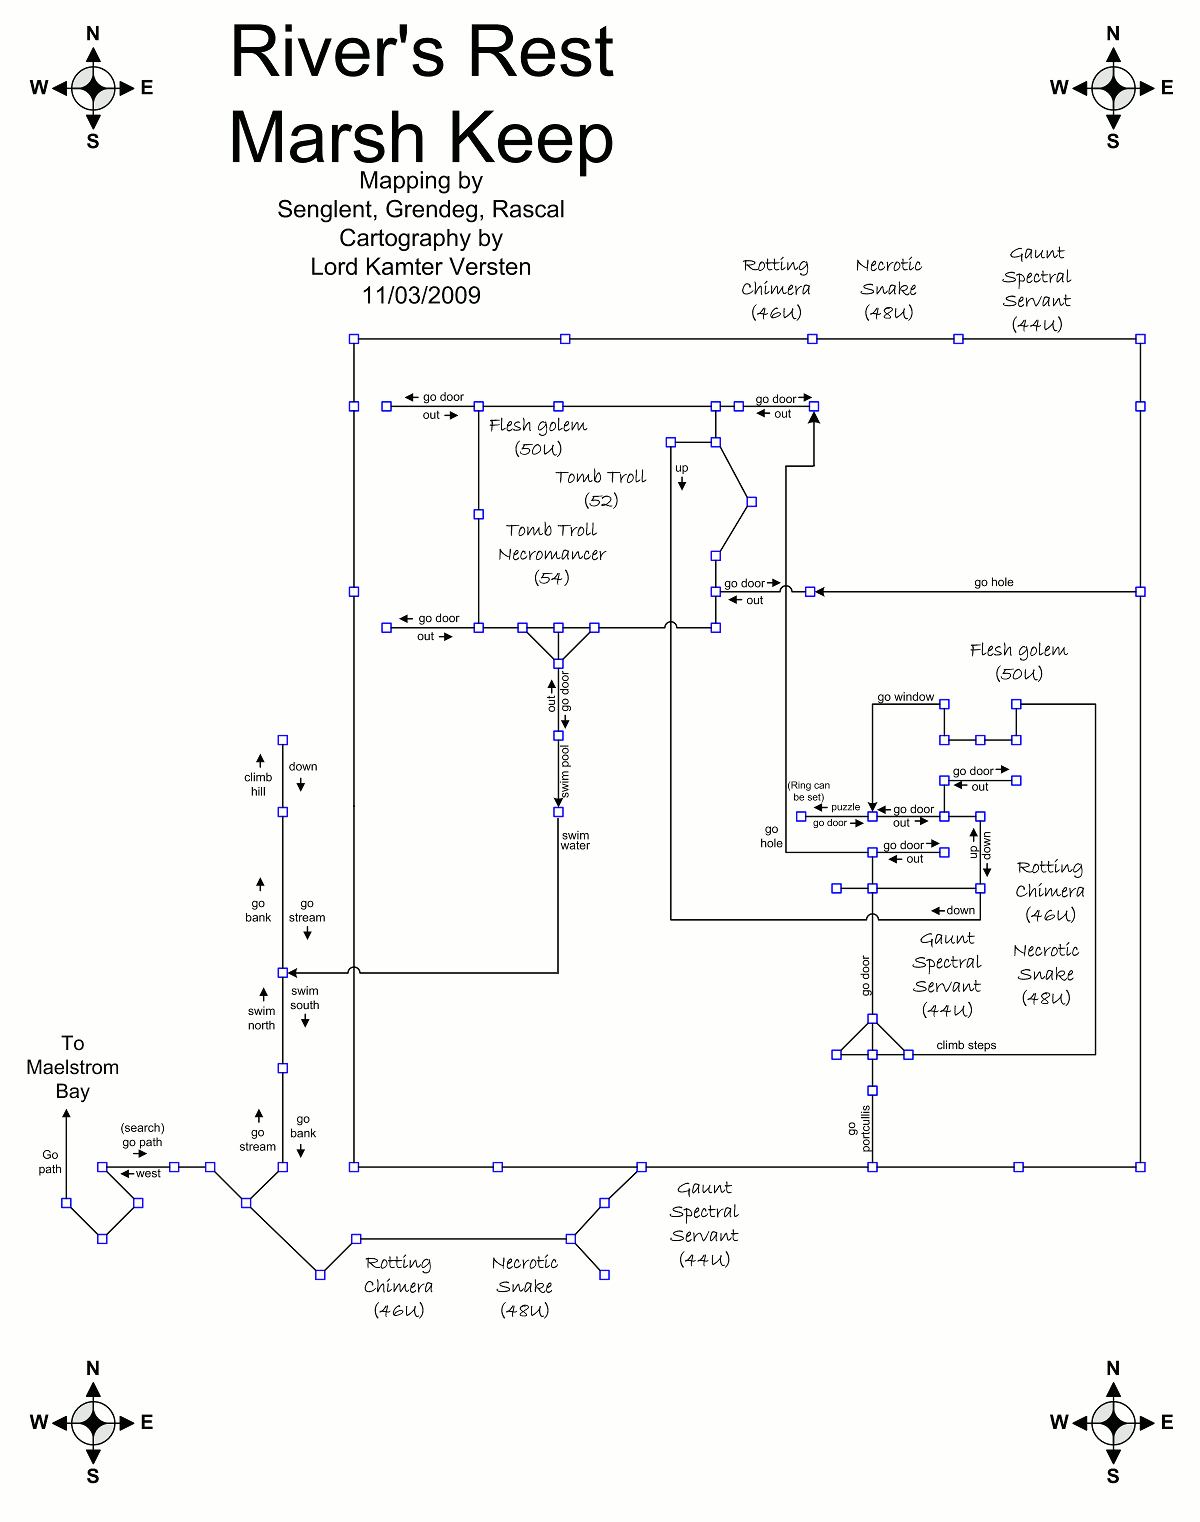 N
W E
S
River's Rest
Marsh Keep
Mapping by
Senglent, Grendeg, Rascal
Cartography by
Lord Kamter Versten
11/03/2009
N
W E
S
Rotting
Chimera
(46U)
Necrotic
Snake
(48U)
Gaunt
Spectral
Servant
(44U)
go door
out
go door
out
Flesh golem
(50U)
Tomb Troll
(52)
up
Tomb Troll
Necromancer
(54)
go door
out
go hole
go door
out
Flesh golem
(50U)
out
go door
go window
swim pool
climb
hill
down
go door
out
(Ring can
be set)
puzzle
go door
go door
out
go
hole
swim
water
go door
out
up
down
Rotting
Chimera
(46U)
go
bank
go
stream
down
Gaunt
Spectral
Servant
(44U)
Necrotic
Snake
(48U)
go door
swim
south
swim
north
climb steps
To
Maelstrom
Bay
go
portcullis
(search)
go path
west
Go
path
go
stream
go
bank
Gaunt
Spectral
Servant
(44U)
Rotting
Chimera
(46U)
Necrotic
Snake
(48U)
N
W E
S
N
W E
S